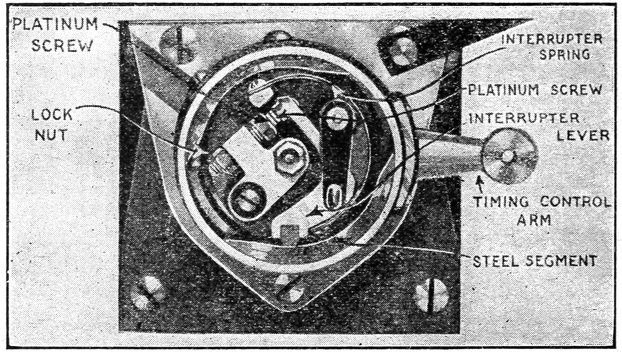 PLATINUM
SCREW
LOCK
NUT
INTERRUPTER
SPRING
PLATINUM SCREW
INTERRUPTER
LEVER
TIMING CONTROL
ARM
STEEL SEGMENT